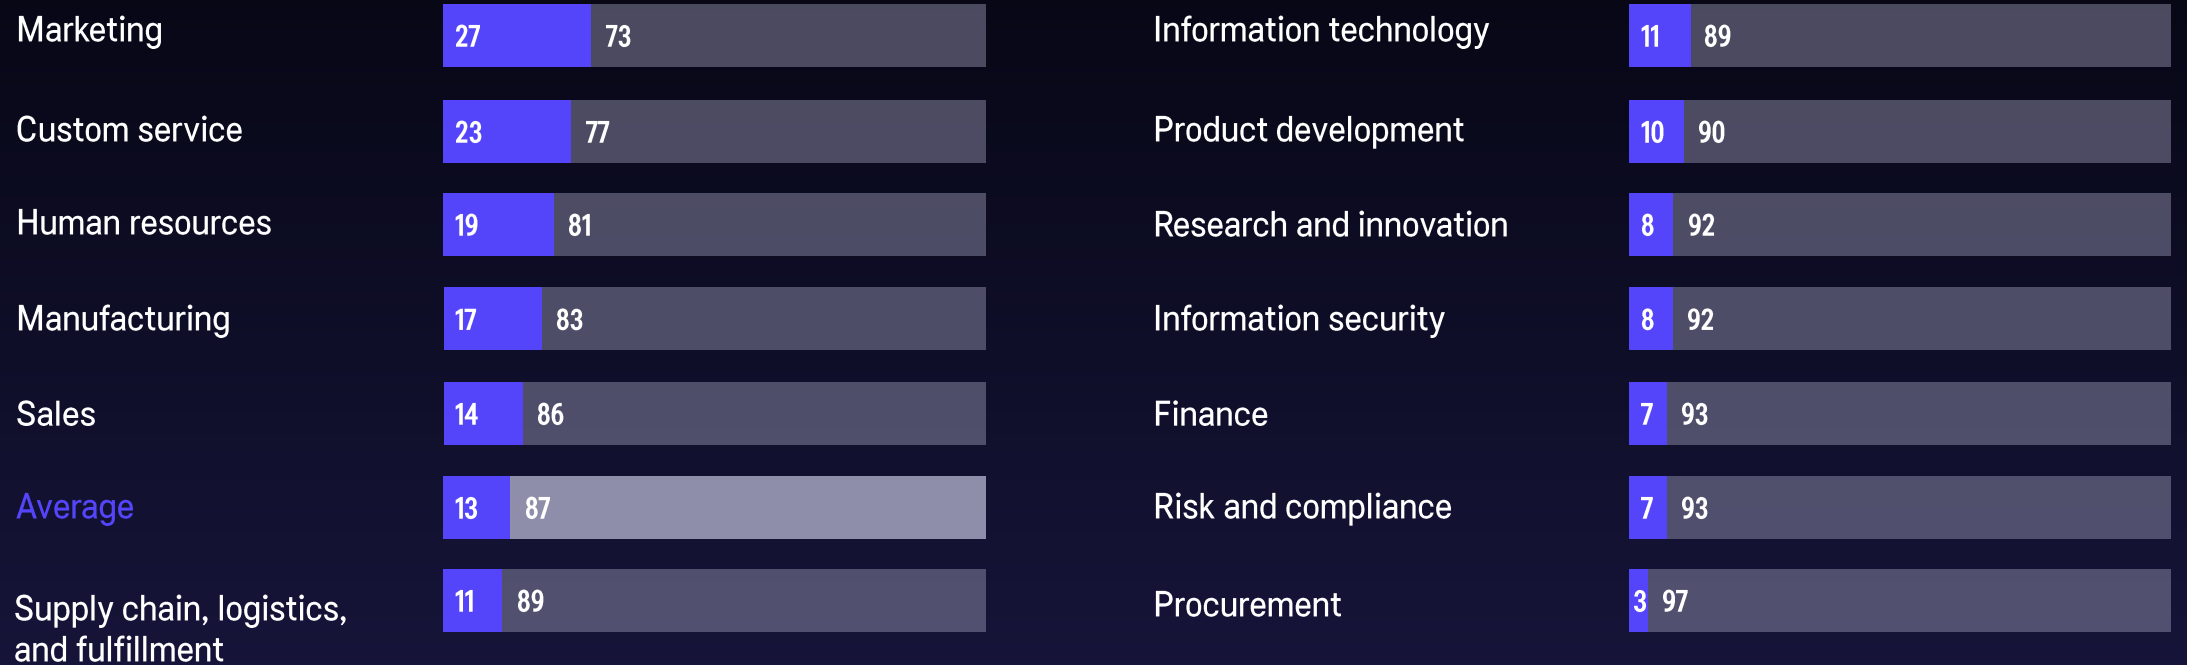 Marketing
27 73
Custom service
23 77
Human resources
19 81
Manufacturing
17 83
Sales
14 86
Average
13 87
Supply chain, logistics,
and fulfillment
11 89
Information technology
11 89
Product development
10 90
Research and innovation
8 92
Information security
8 92
Finance
7 93
Risk and compliance
7 93
Procurement
3 97